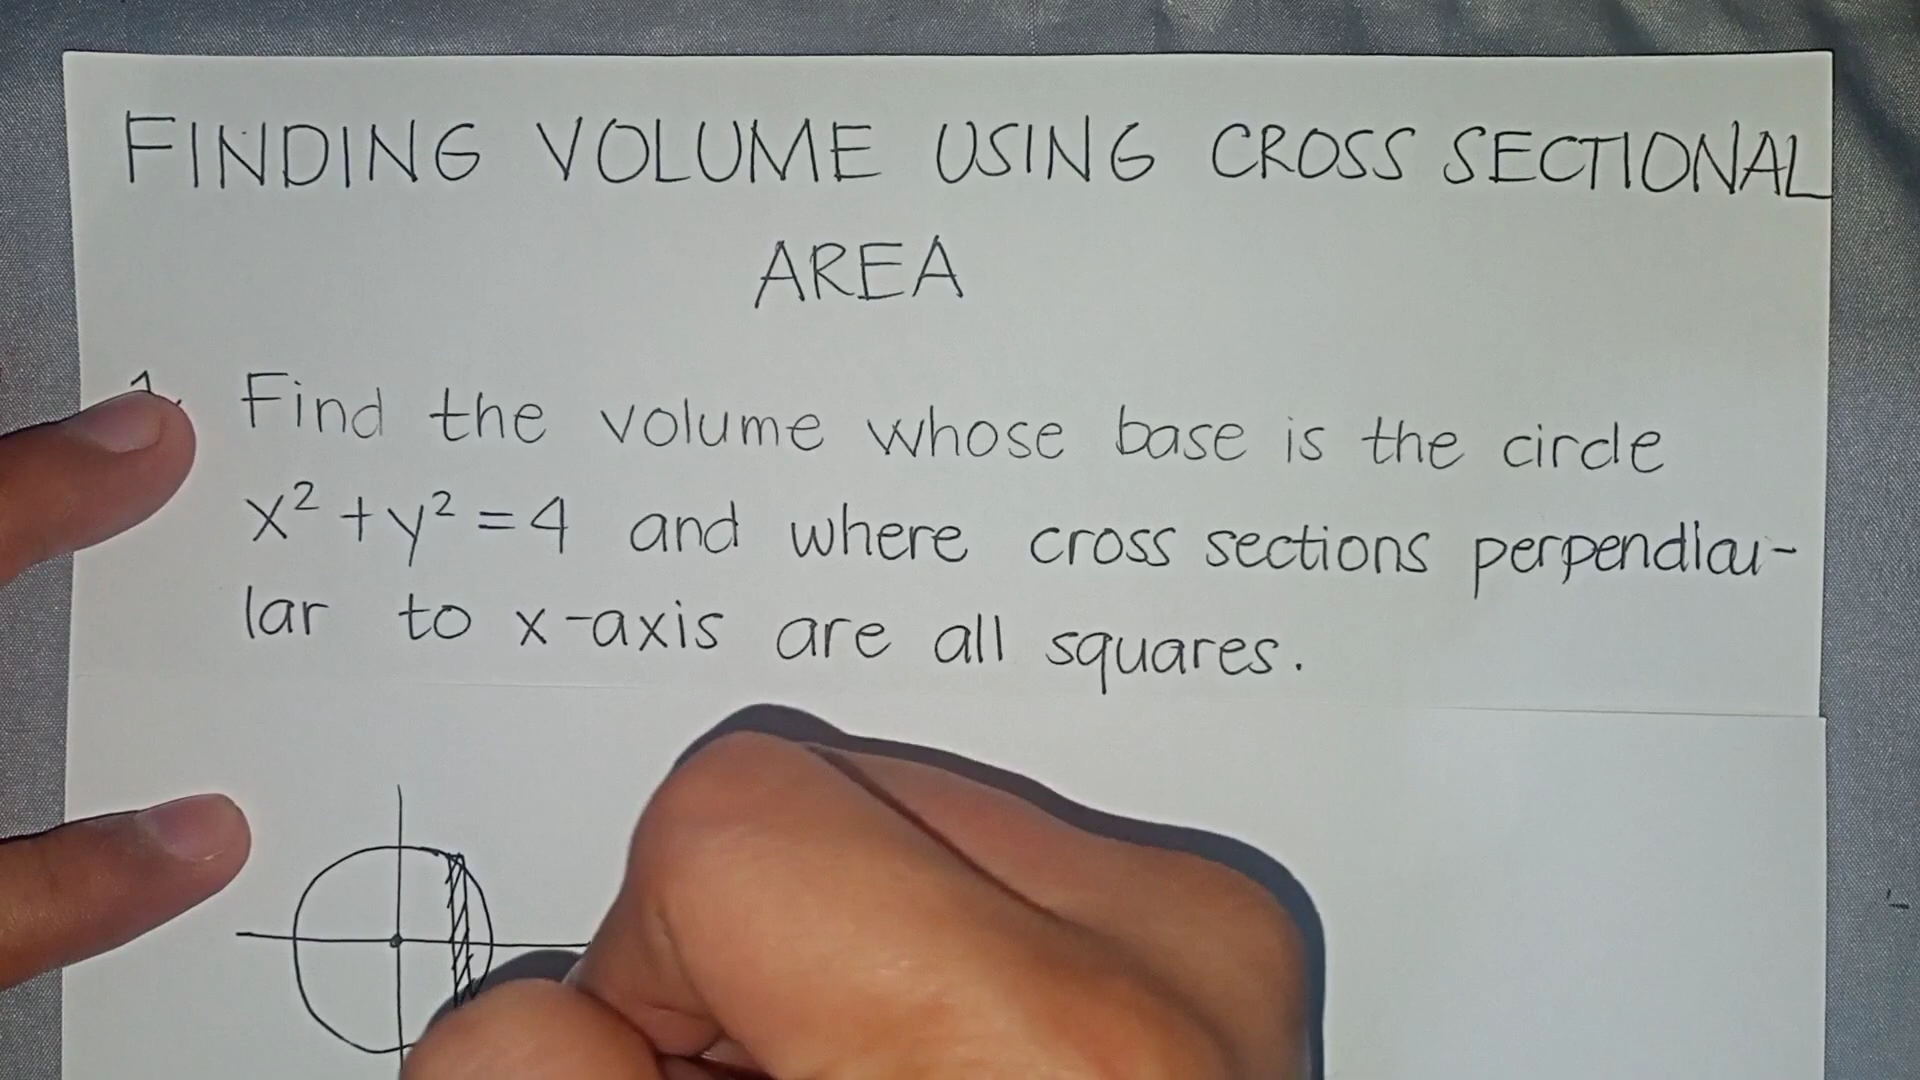 FINDING VOLUME USING CROSS SECTIONAL
AREA
1. Find the volume whose base is the circle
x² + y² = 4 and where cross sections perpendicu-
lar to x-axis are all squares.